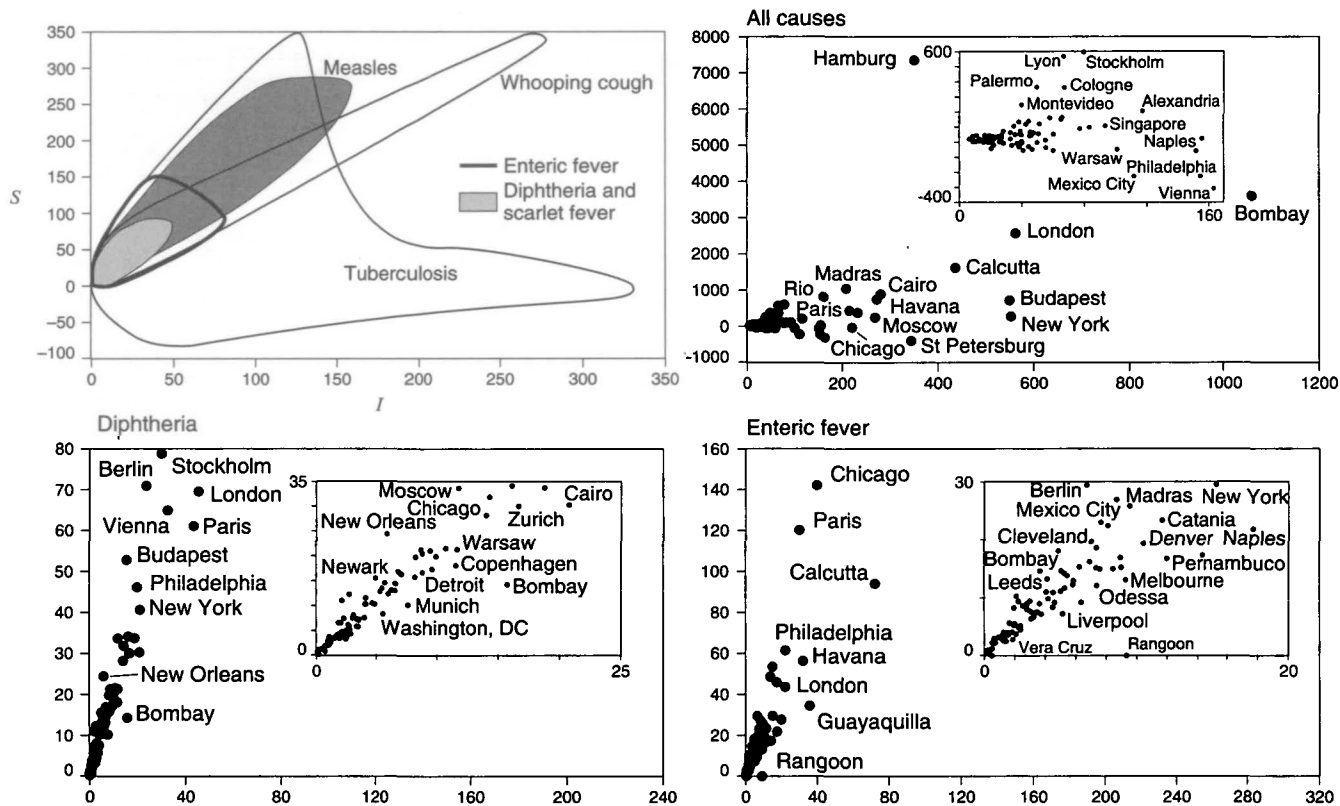 350
300
250
200
150
100
50
0
−50
−100
S
0
50
100
150
200
250
300
350
I
Measles
Whooping cough
Enteric fever
Diphtheria and
scarlet fever
Tuberculosis
All causes
8000
7000
6000
5000
4000
3000
2000
1000
0
-1000
0
200
400
600
800
1000
1200
Hamburg
Bombay
London
Calcutta
Madras
Cairo
Rio
Havana
Budapest
Paris
Moscow
New York
Chicago
St Petersburg
600
-400
0
160
Lyon
Stockholm
Palermo
Cologne
Montevideo
Alexandria
Singapore
Naples
Warsaw
Philadelphia
Mexico City
Vienna
Diphtheria
80
70
60
50
40
30
20
10
0
0
40
80
120
160
200
240
Berlin
Stockholm
London
Vienna
Paris
Budapest
Philadelphia
New York
New Orleans
Bombay
35
0
0
25
Moscow
Cairo
Chicago
New Orleans
Zurich
Warsaw
Newark
Copenhagen
Detroit
Bombay
Munich
Washington, DC
Enteric fever
160
140
120
100
80
60
40
20
0
0
40
80
120
160
200
240
280
320
Chicago
Paris
Calcutta
Philadelphia
Havana
London
Guayaquilla
Rangoon
30
0
0
20
Berlin
Madras
New York
Mexico City
Catania
Cleveland
Denver
Naples
Bombay
Pernambuco
Leeds
Melbourne
Odessa
Liverpool
Vera Cruz
Rangoon